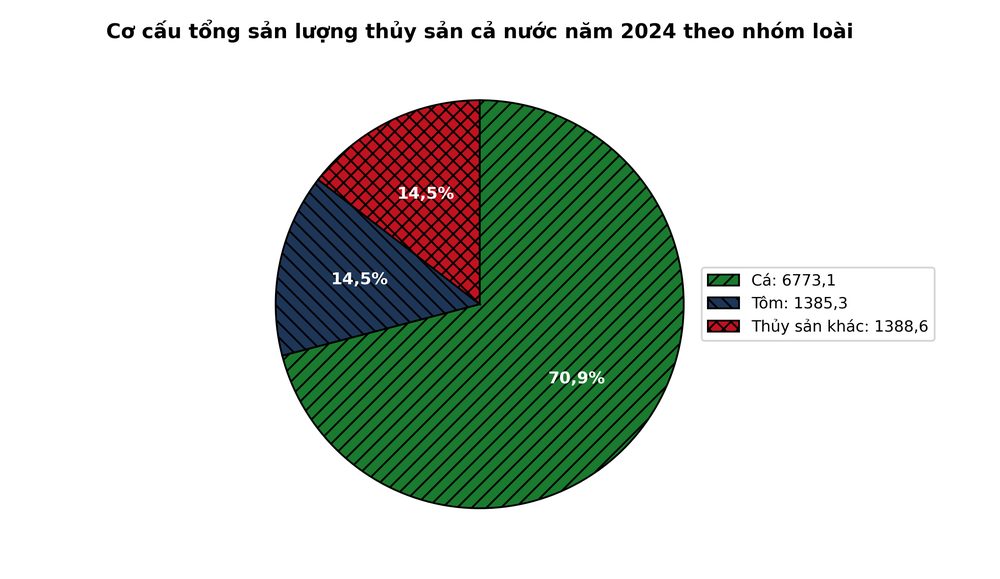 Cơ cấu tổng sản lượng thủy sản cả nước năm 2024 theo nhóm loài
14,5%
14,5%
70,9%
Cá: 6773,1
Tôm: 1385,3
Thủy sản khác: 1388,6